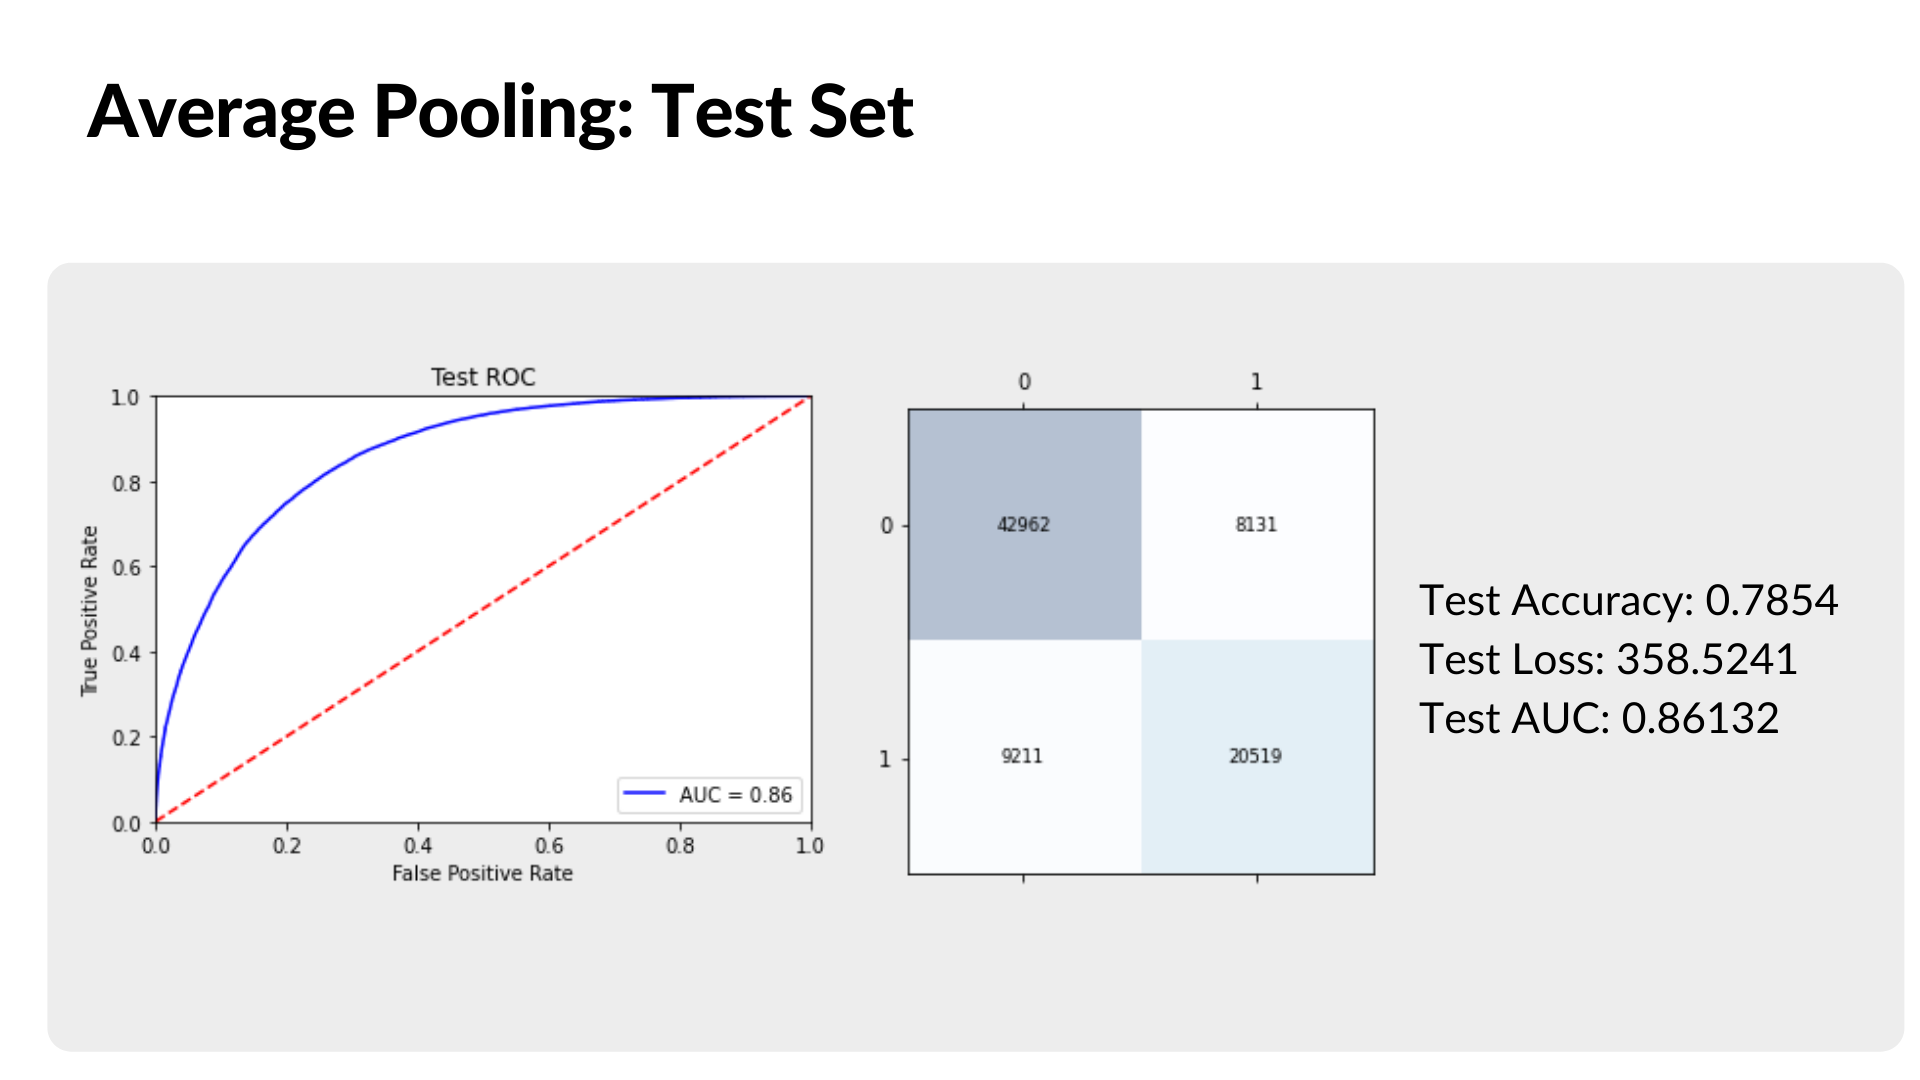 Average Pooling: Test Set
Test ROC
True Positive Rate
1.0
0.8
0.6
0.4
0.2
0.0
AUC = 0.86
0.0 0.2 0.4 0.6 0.8 1.0
False Positive Rate
0 1
0 42962 8131
1 9211 20519
Test Accuracy: 0.7854
Test Loss: 358.5241
Test AUC: 0.86132